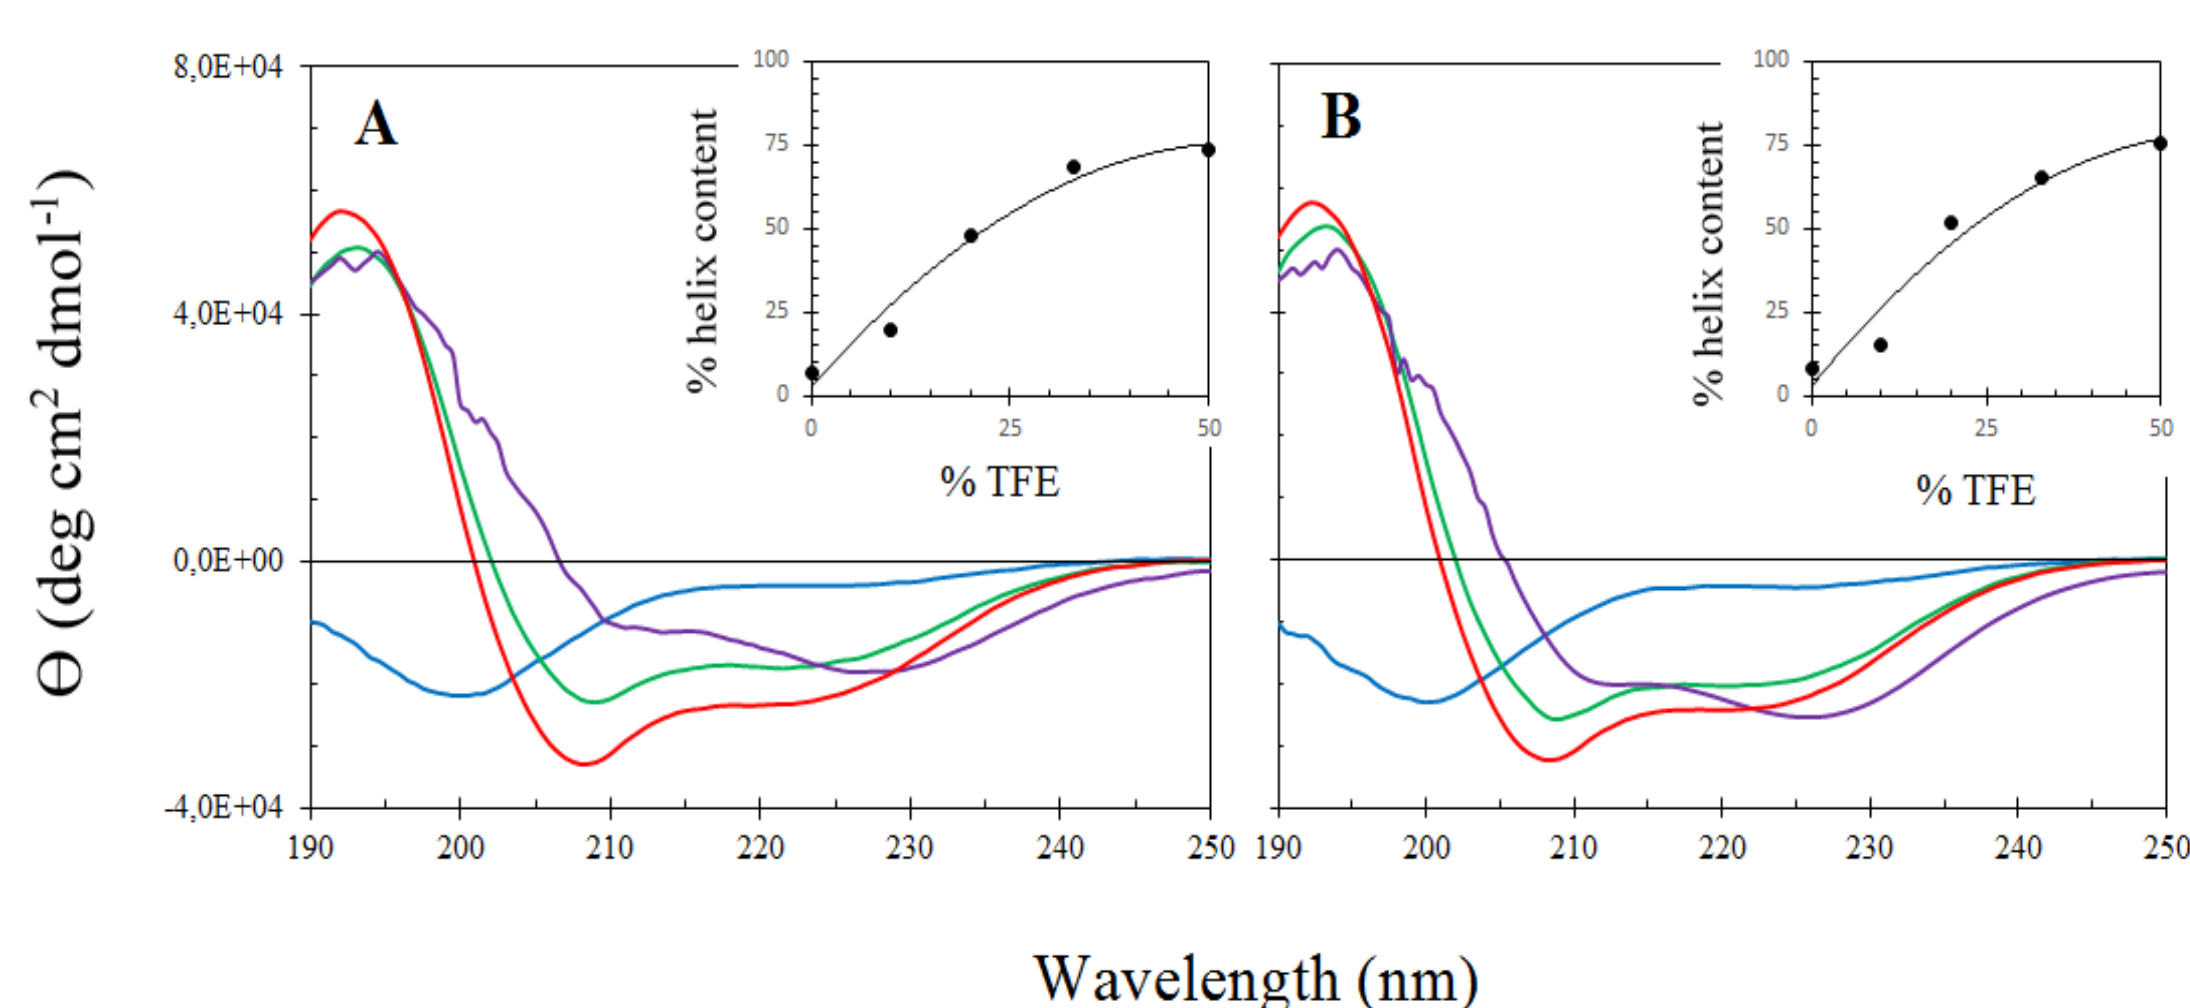 A
B
8,0E+04
4,0E+04
0,0E+00
-4,0E+04
Ɵ (deg cm² dmol⁻¹)
190 200 210 220 230 240 250
190 200 210 220 230 240 250
Wavelength (nm)
% helix content
100
75
50
25
0
0 25 50
% TFE
% helix content
100
75
50
25
0
0 25 50
% TFE